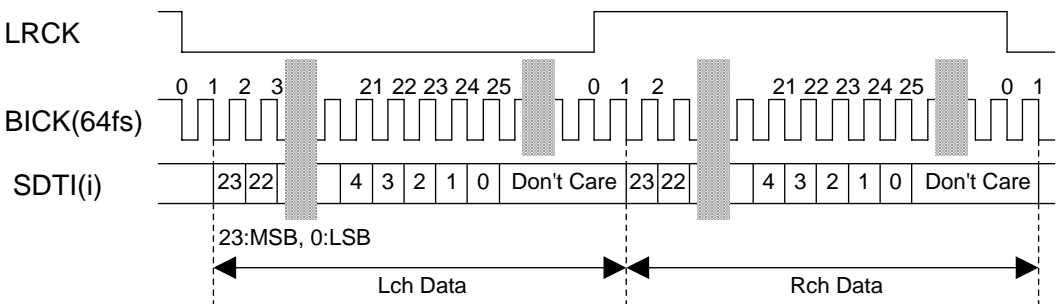 LRCK
0 1 2 3 21 22 23 24 25 0 1 2 21 22 23 24 25 0 1
BICK(64fs)
SDTI(i) 23 22 4 3 2 1 0 Don't Care 23 22 4 3 2 1 0 Don't Care
23:MSB, 0:LSB
Lch Data Rch Data